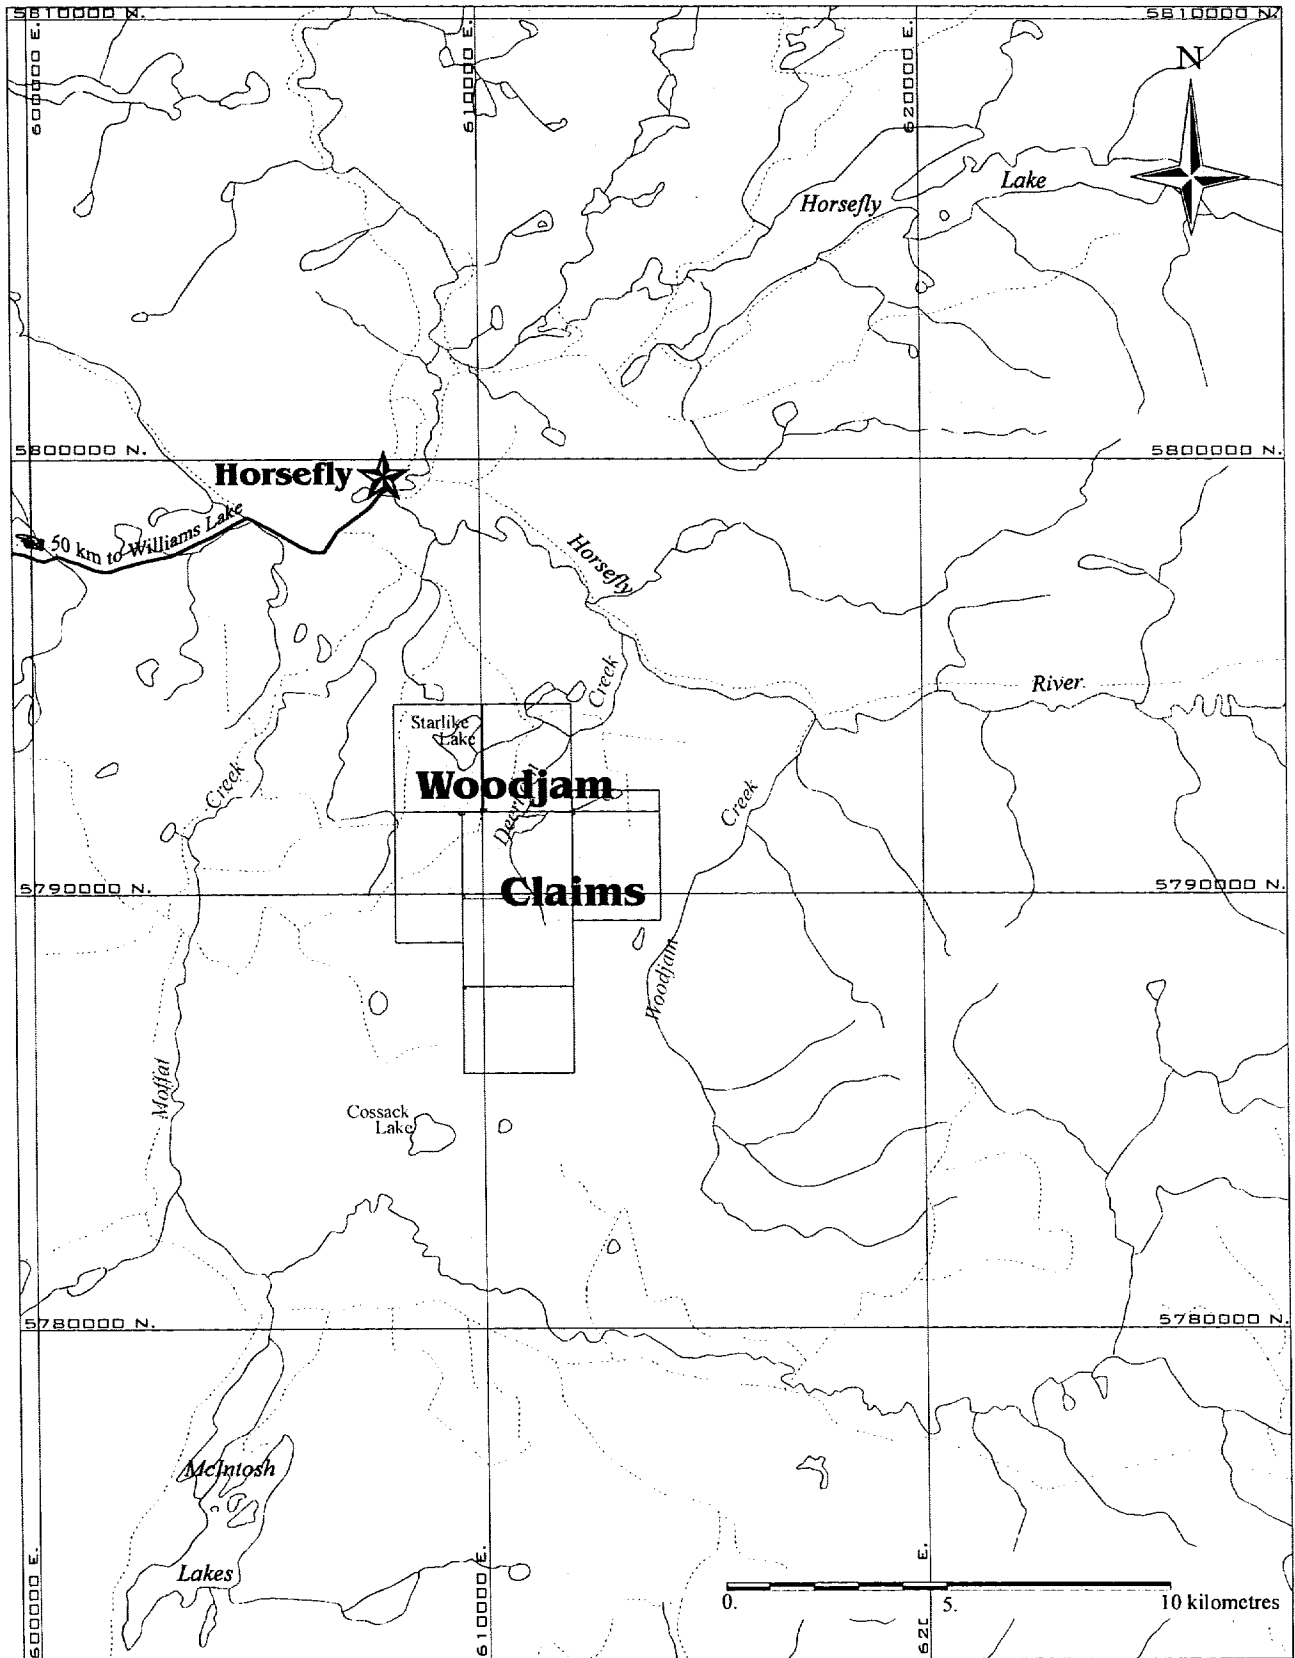 5810000 N.
5810000 N.
600000 E.
610000 E.
620000 E.
N
Lake
Horsefly
5800000 N.
5800000 N.
Horsefly
50 km to Williams Lake
Horsefly
Creek
River
Starlike
Lake
Woodjam
Creek
Creek
5790000 N.
5790000 N.
Claims
Woodjam
Moffat
Cossack
Lake
5780000 N.
5780000 N.
McIntosh
Lakes
600000 E.
610000 E.
E.
620
0.
5.
10 kilometres